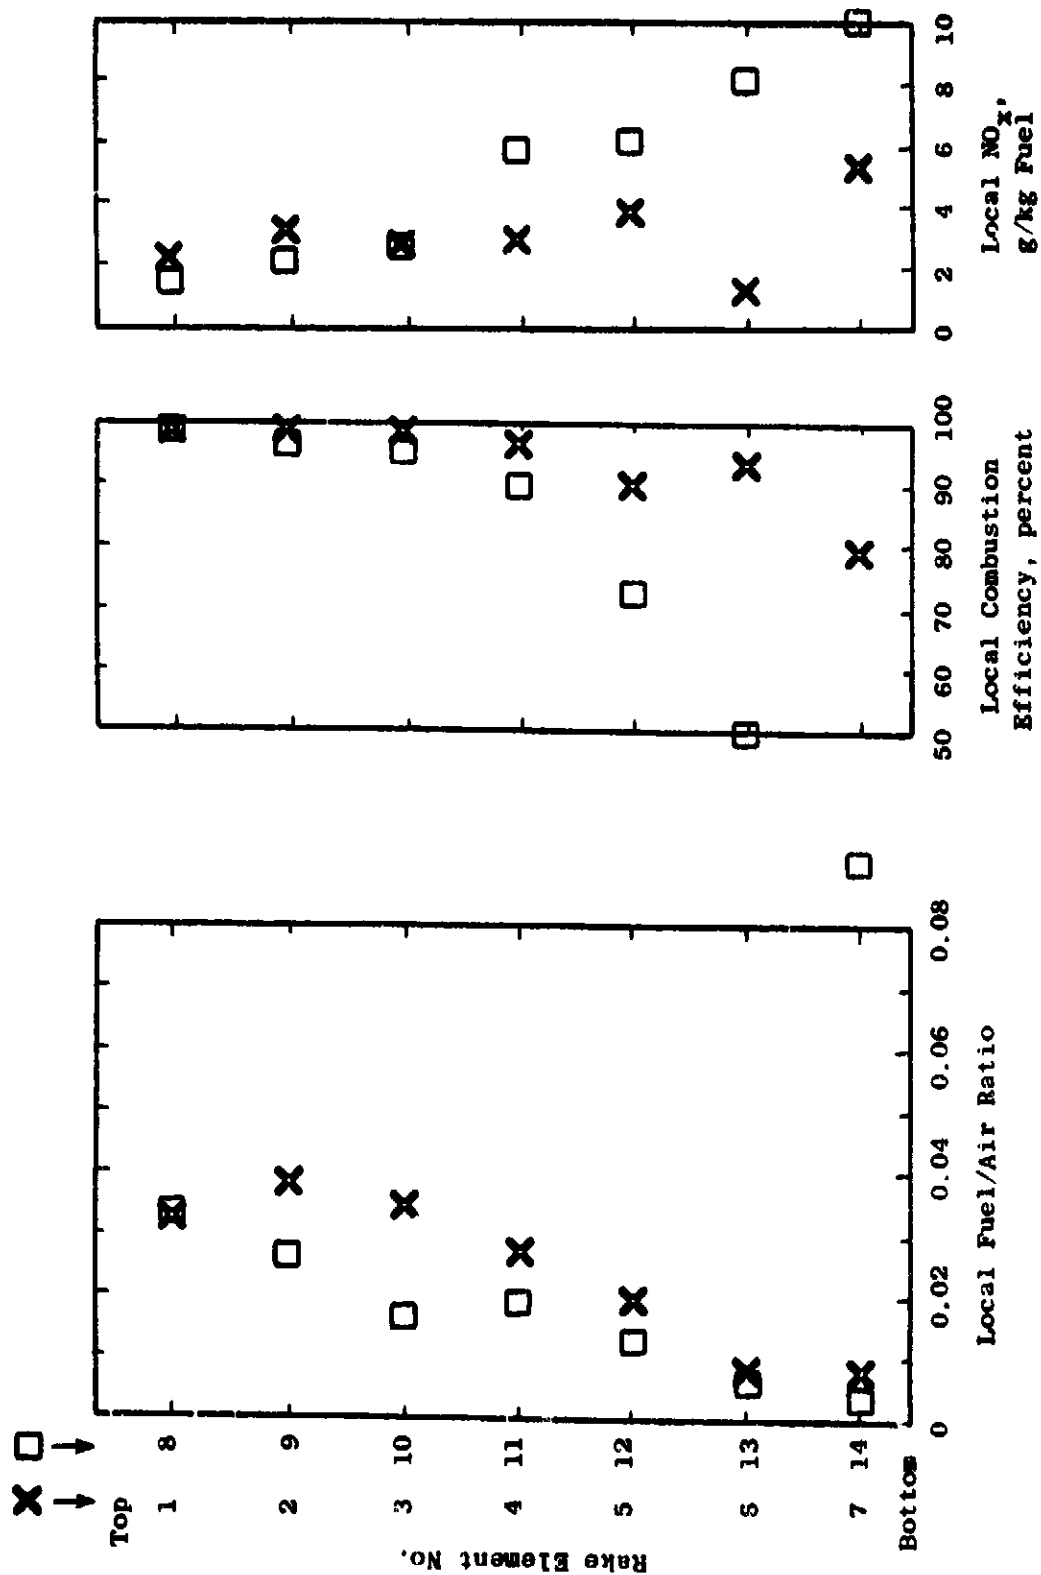 Rake Element No.
Top
1 8
2 9
3 10
4 11
5 12
6 13
7 14
Bottom
0 0.02 0.04 0.06 0.08
Local Fuel/Air Ratio
50 60 70 80 90 100
Local Combustion
Efficiency, percent
0 2 4 6 8 10
Local NOx,
g/kg Fuel